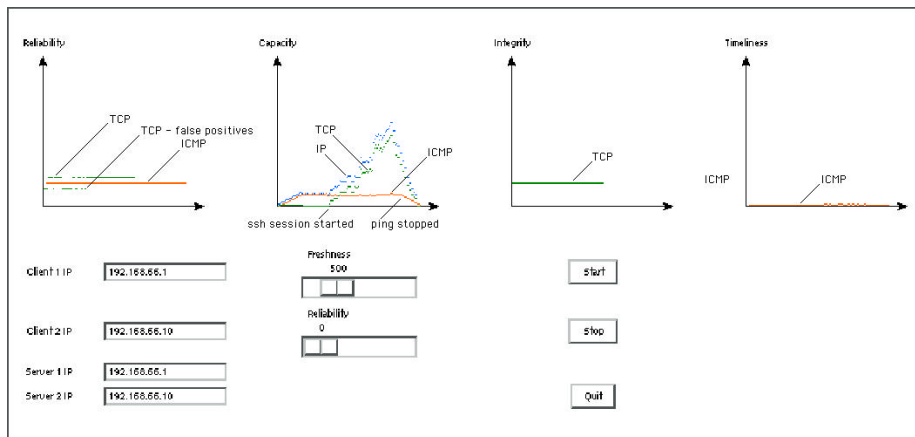 Reliability
Capacity
Integrity
Timeliness
TCP
TCP - false positives
ICMP
TCP
IP
ICMP
ssh session started
ping stopped
TCP
ICMP
ICMP
Client 1 IP
192.168.66.1
Freshness
500
Start
Client 2 IP
192.168.66.10
Reliability
0
Stop
Server 1 IP
192.168.66.1
Server 2 IP
192.168.66.10
Quit